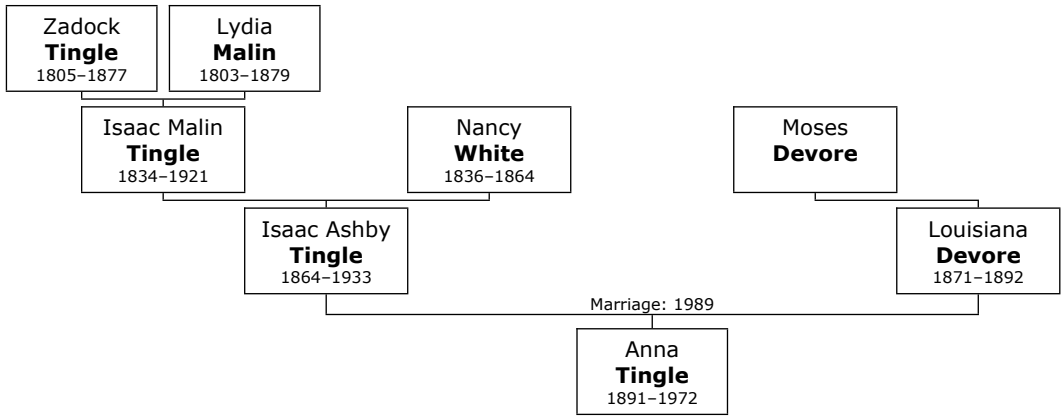 Zadock
Tingle
1805–1877
Lydia
Malin
1803–1879
Isaac Malin
Tingle
1834–1921
Nancy
White
1836–1864
Moses
Devore
Isaac Ashby
Tingle
1864–1933
Louisiana
Devore
1871–1892
Marriage: 1989
Anna
Tingle
1891–1972